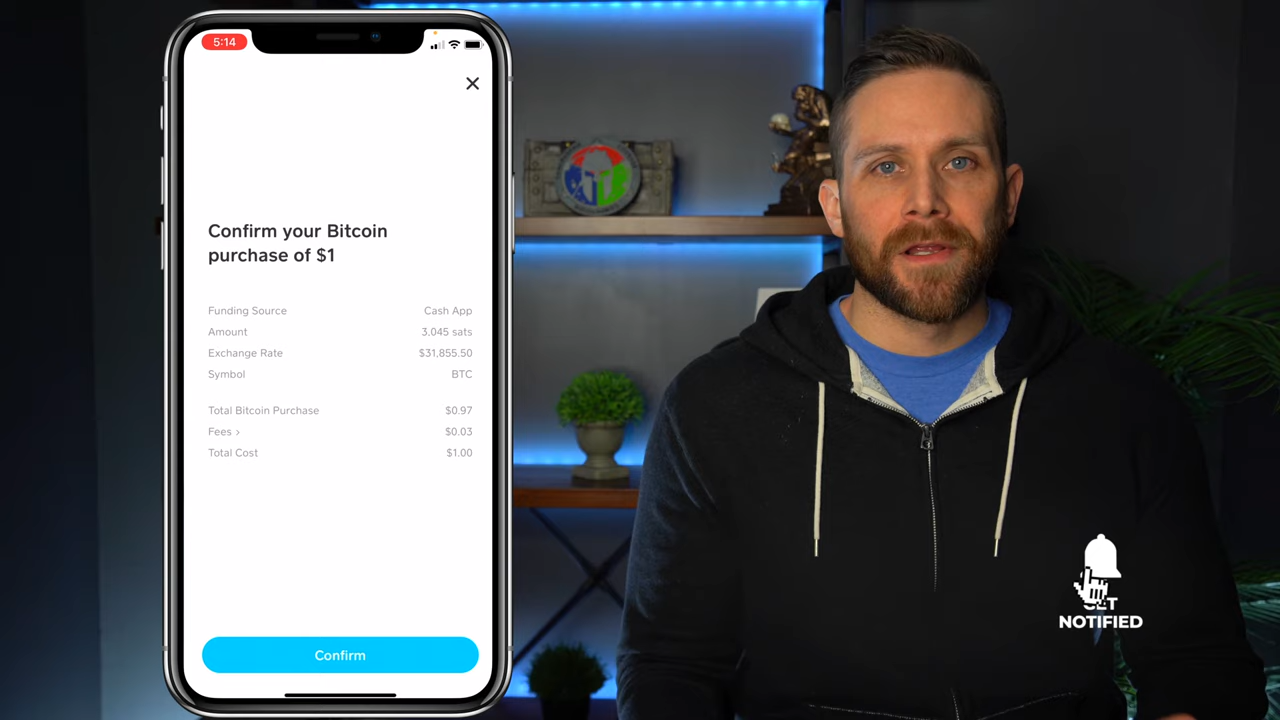 5:14
Confirm your Bitcoin
purchase of $1
Funding Source Cash App
Amount 3,045 sats
Exchange Rate $31,855.50
Symbol BTC
Total Bitcoin Purchase $0.97
Fees › $0.03
Total Cost $1.00
Confirm
GET
NOTIFIED